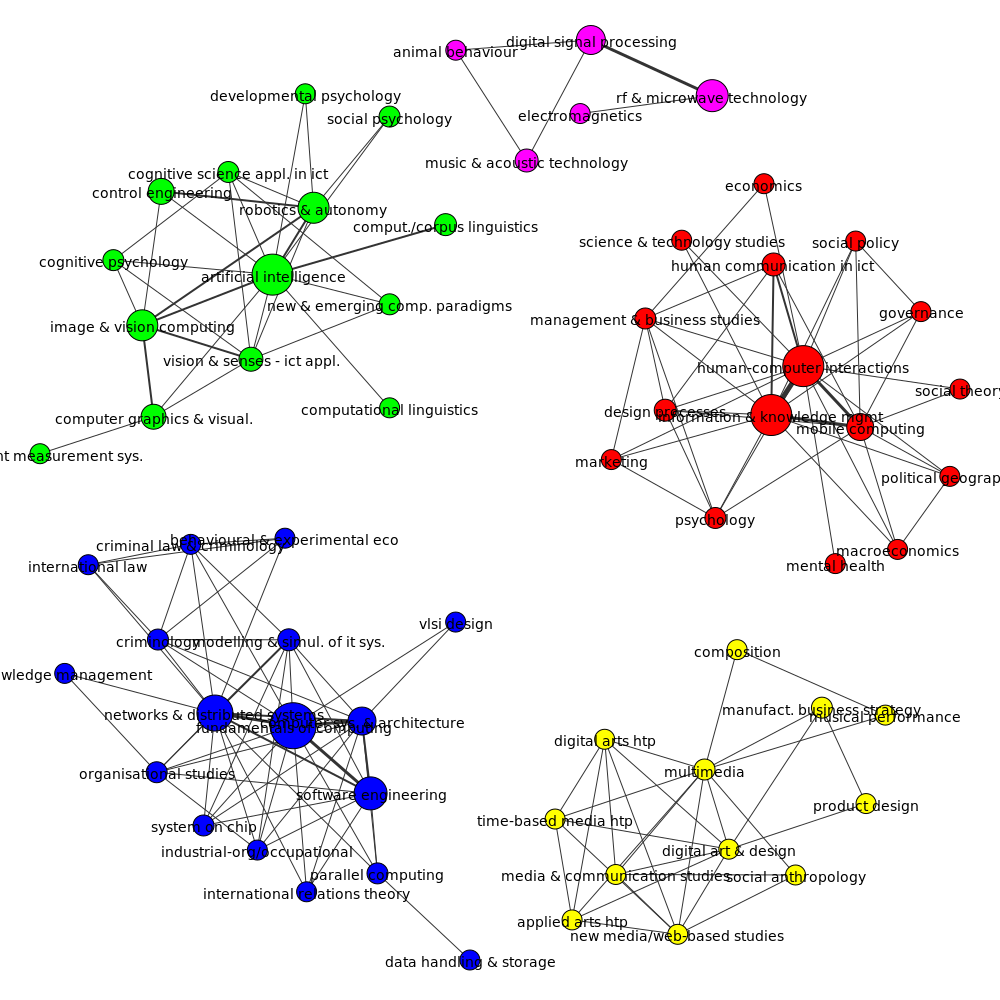 digital signal processing
animal behaviour
rf & microwave technology
electromagnetics
music & acoustic technology
developmental psychology
social psychology
cognitive science appl. in ict
control engineering
robotics & autonomy
comput./corpus linguistics
cognitive psychology
artificial intelligence
new & emerging comp. paradigms
image & vision computing
vision & senses - ict appl.
computational linguistics
computer graphics & visual.
nt measurement sys.
economics
science & technology studies
social policy
human communication in ict
governance
management & business studies
human-computer interactions
social theory
design processes
information & knowledge mgmt
mobile computing
marketing
political geograp
psychology
macroeconomics
mental health
behavioural & experimental eco
criminal law & criminology
international law
vlsi design
criminology
modelling & simul. of it sys.
wledge management
networks & distributed systems
computer sys. & architecture
fundamentals of computing
organisational studies
software engineering
system on chip
industrial-org/occupational
parallel computing
international relations theory
data handling & storage
composition
manufact. business strategy
musical performance
digital arts htp
multimedia
product design
time-based media htp
digital art & design
media & communication studies
social anthropology
applied arts htp
new media/web-based studies